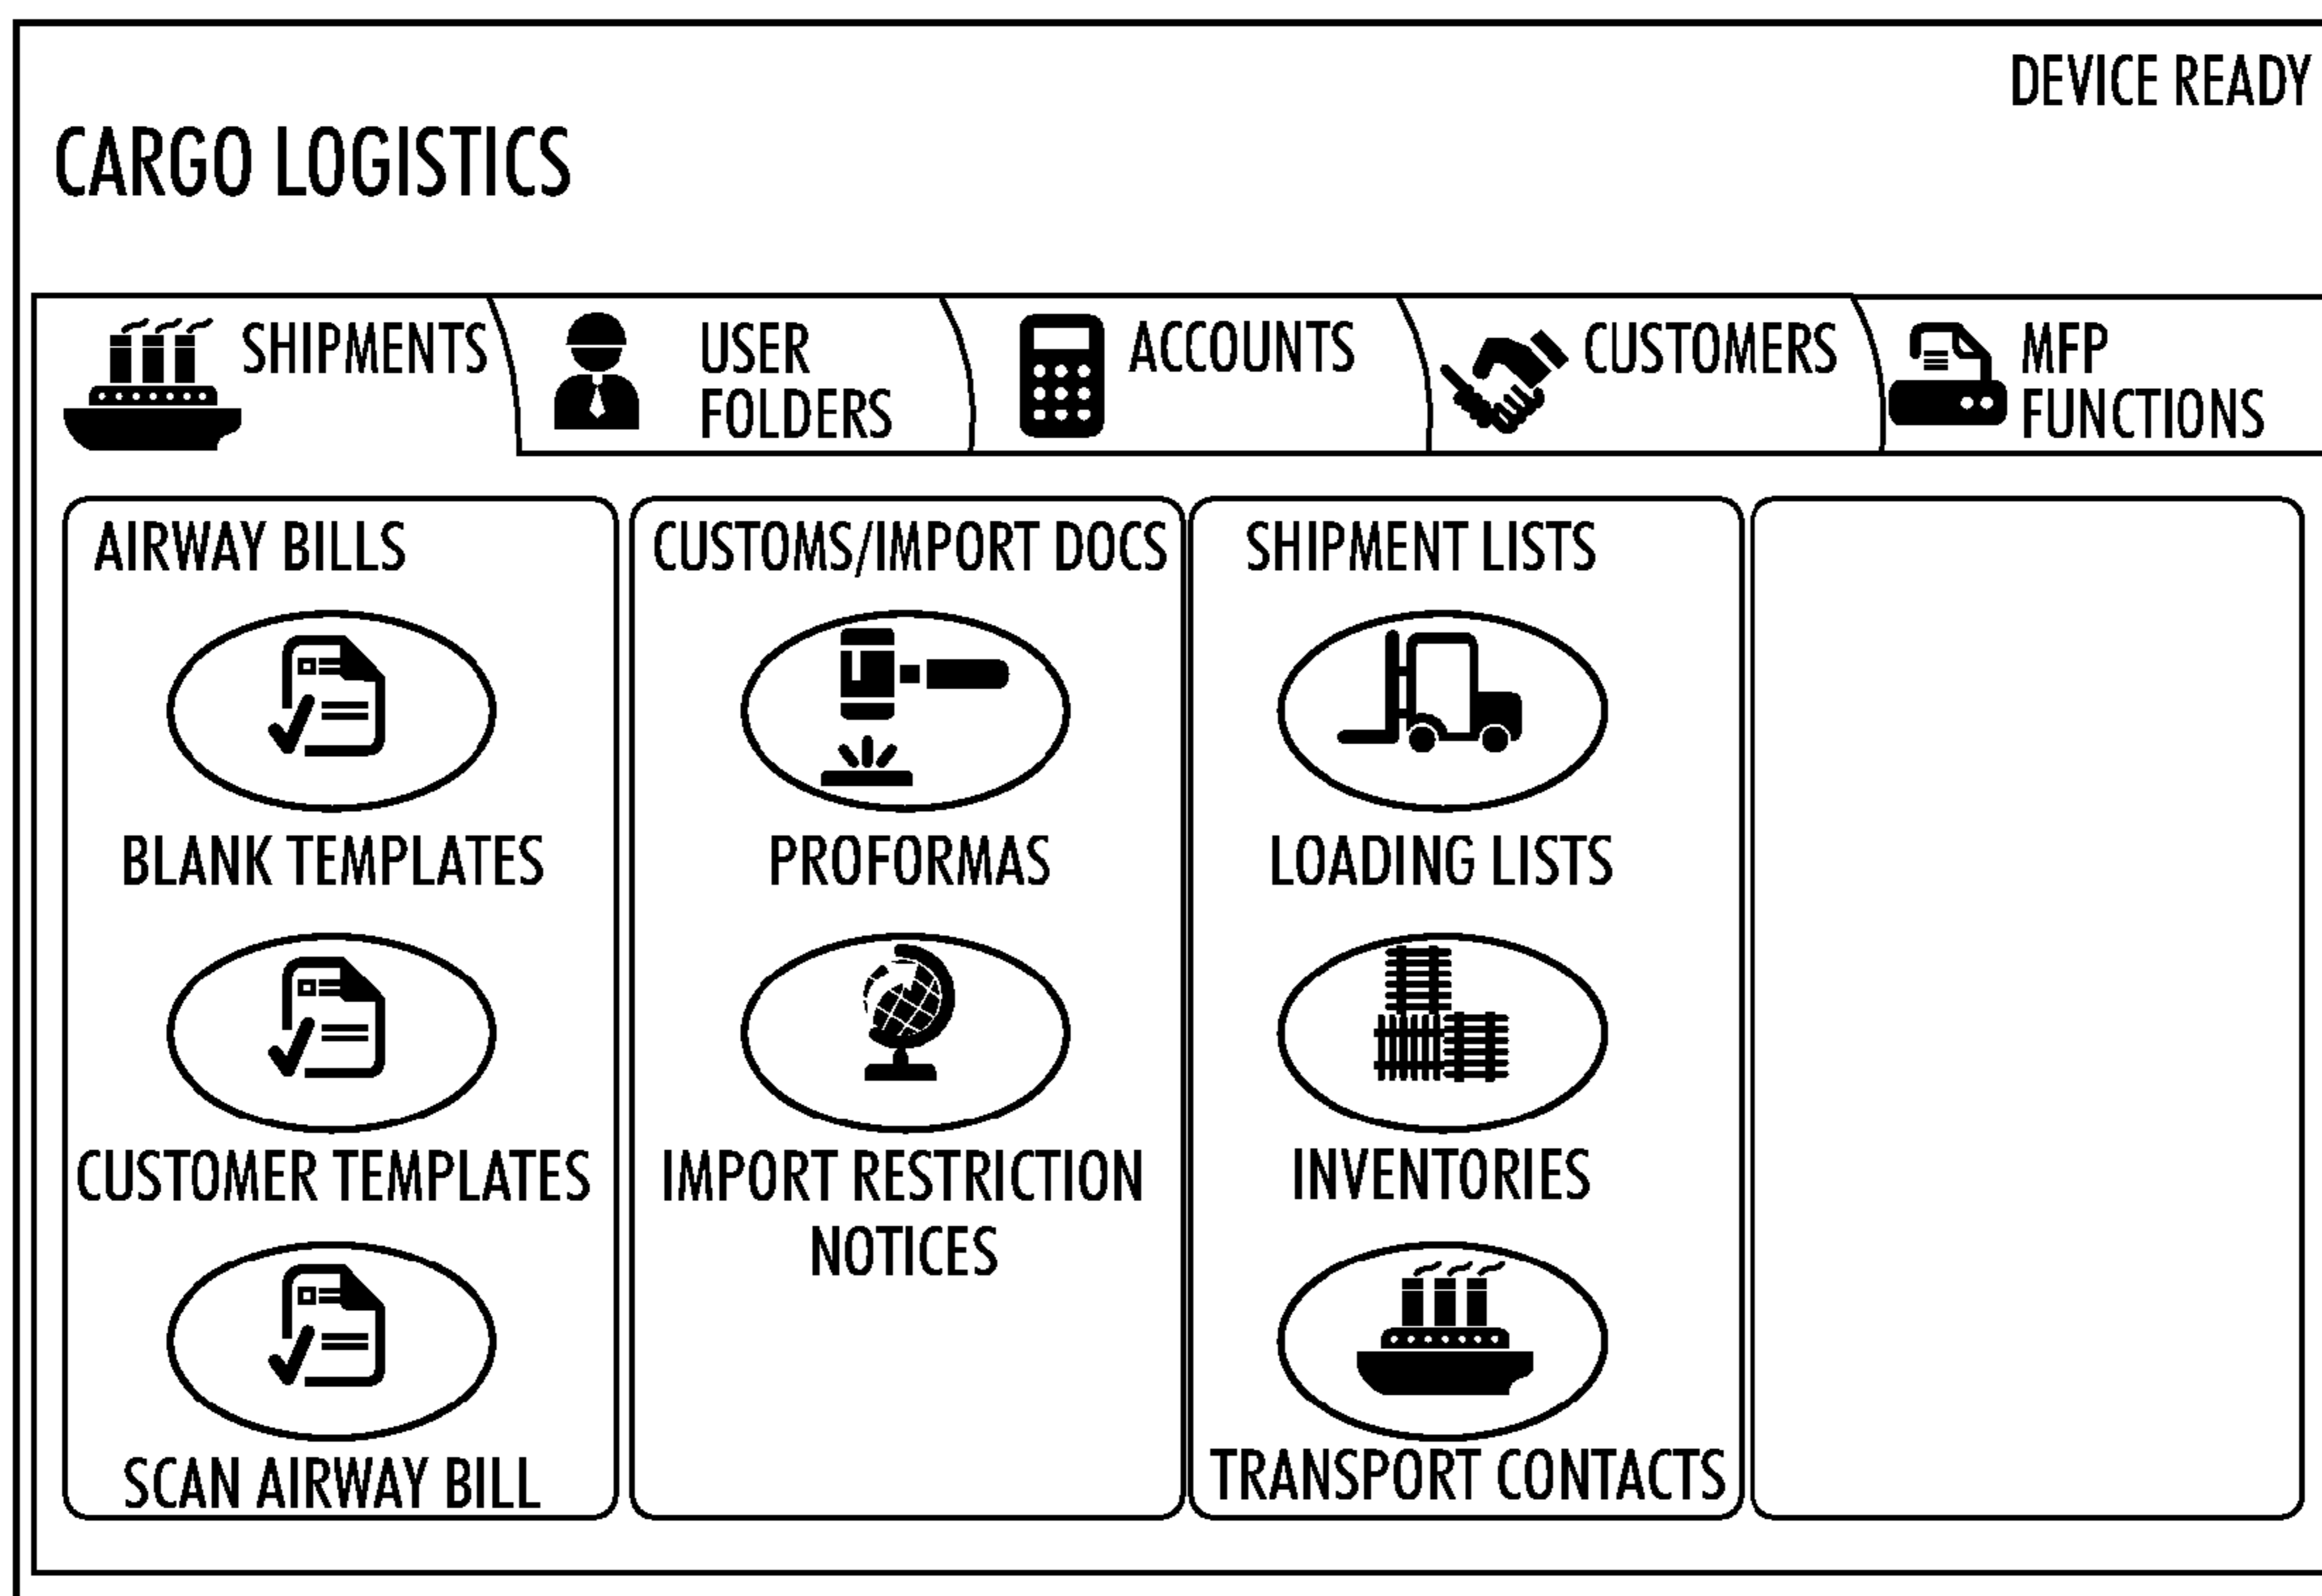 DEVICE READY
CARGO LOGISTICS
SHIPMENTS
USER
FOLDERS
ACCOUNTS
CUSTOMERS
MFP
FUNCTIONS
AIRWAY BILLS
BLANK TEMPLATES
CUSTOMER TEMPLATES
SCAN AIRWAY BILL
CUSTOMS/IMPORT DOCS
PROFORMAS
IMPORT RESTRICTION
NOTICES
SHIPMENT LISTS
LOADING LISTS
INVENTORIES
TRANSPORT CONTACTS